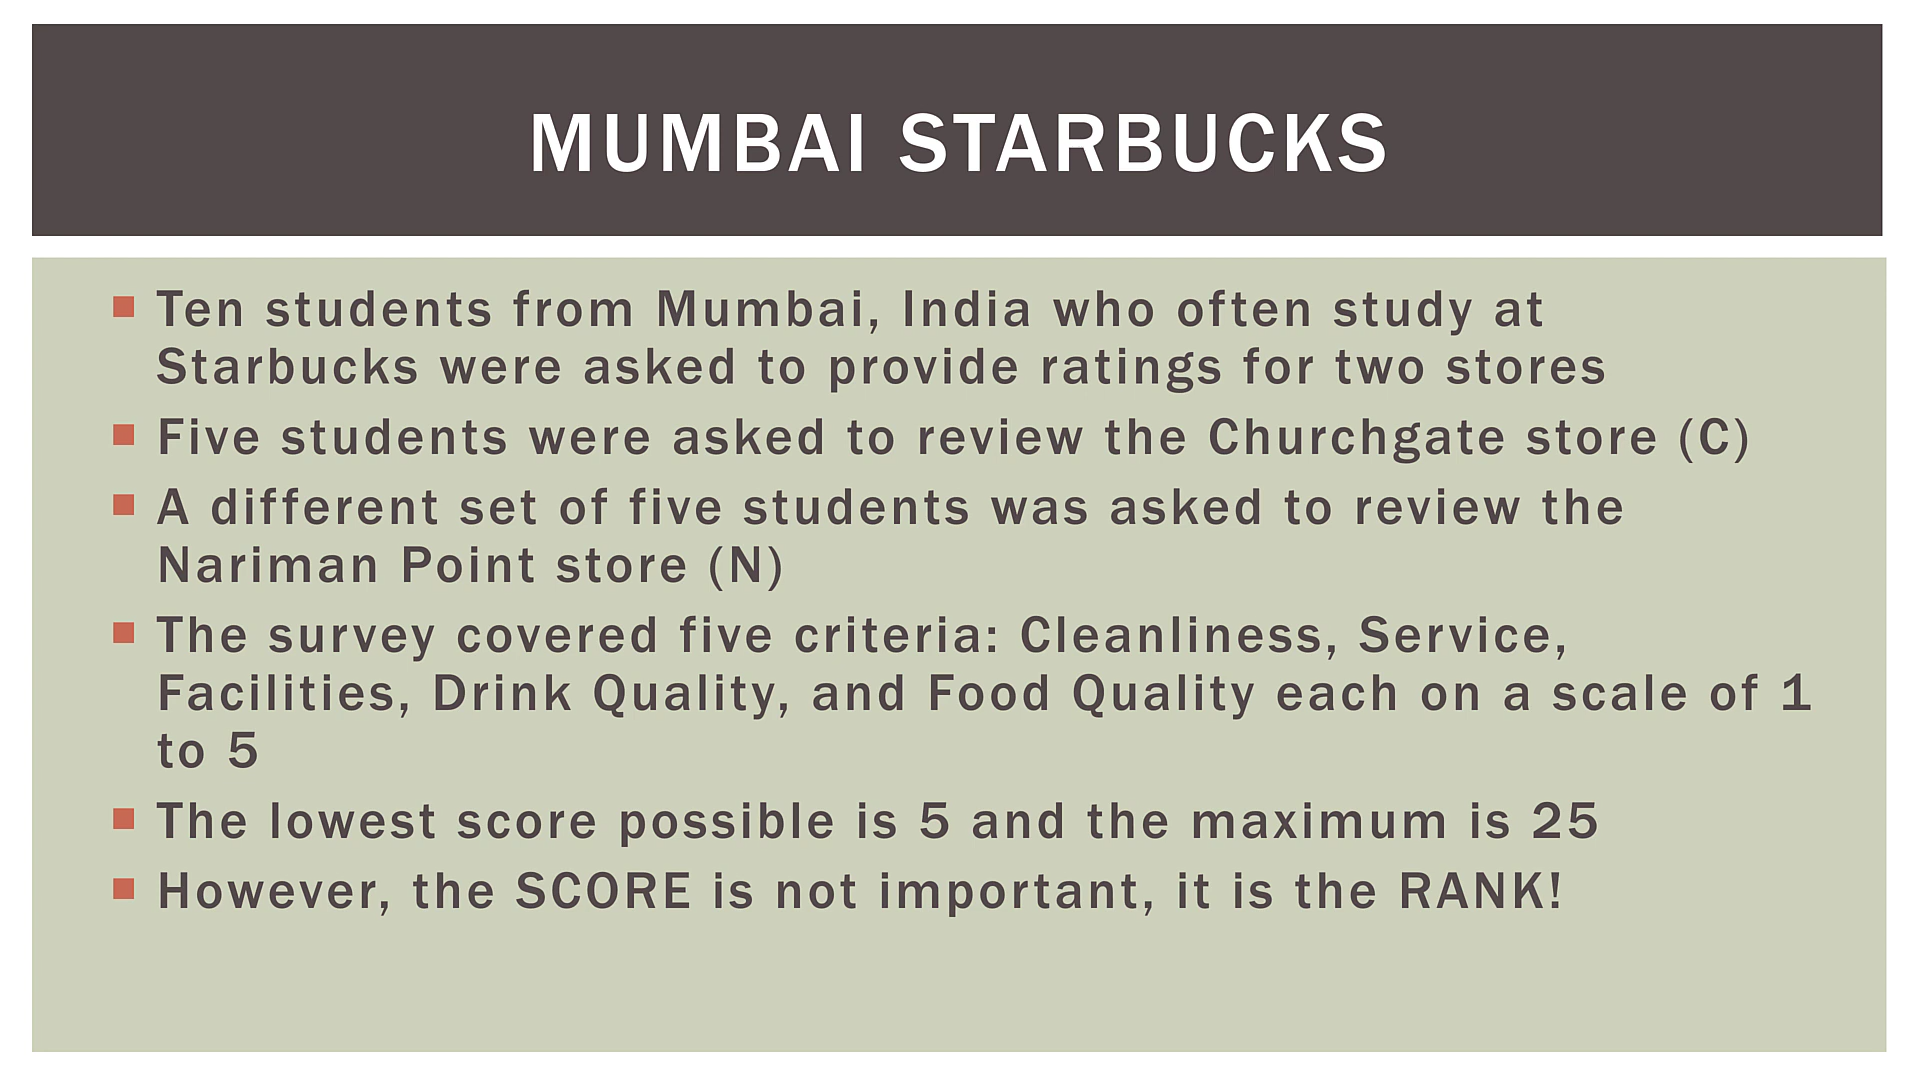 MUMBAI STARBUCKS
Ten students from Mumbai, India who often study at
Starbucks were asked to provide ratings for two stores
Five students were asked to review the Churchgate store (C)
A different set of five students was asked to review the
Nariman Point store (N)
The survey covered five criteria: Cleanliness, Service,
Facilities, Drink Quality, and Food Quality each on a scale of 1
to 5
The lowest score possible is 5 and the maximum is 25
However, the SCORE is not important, it is the RANK!